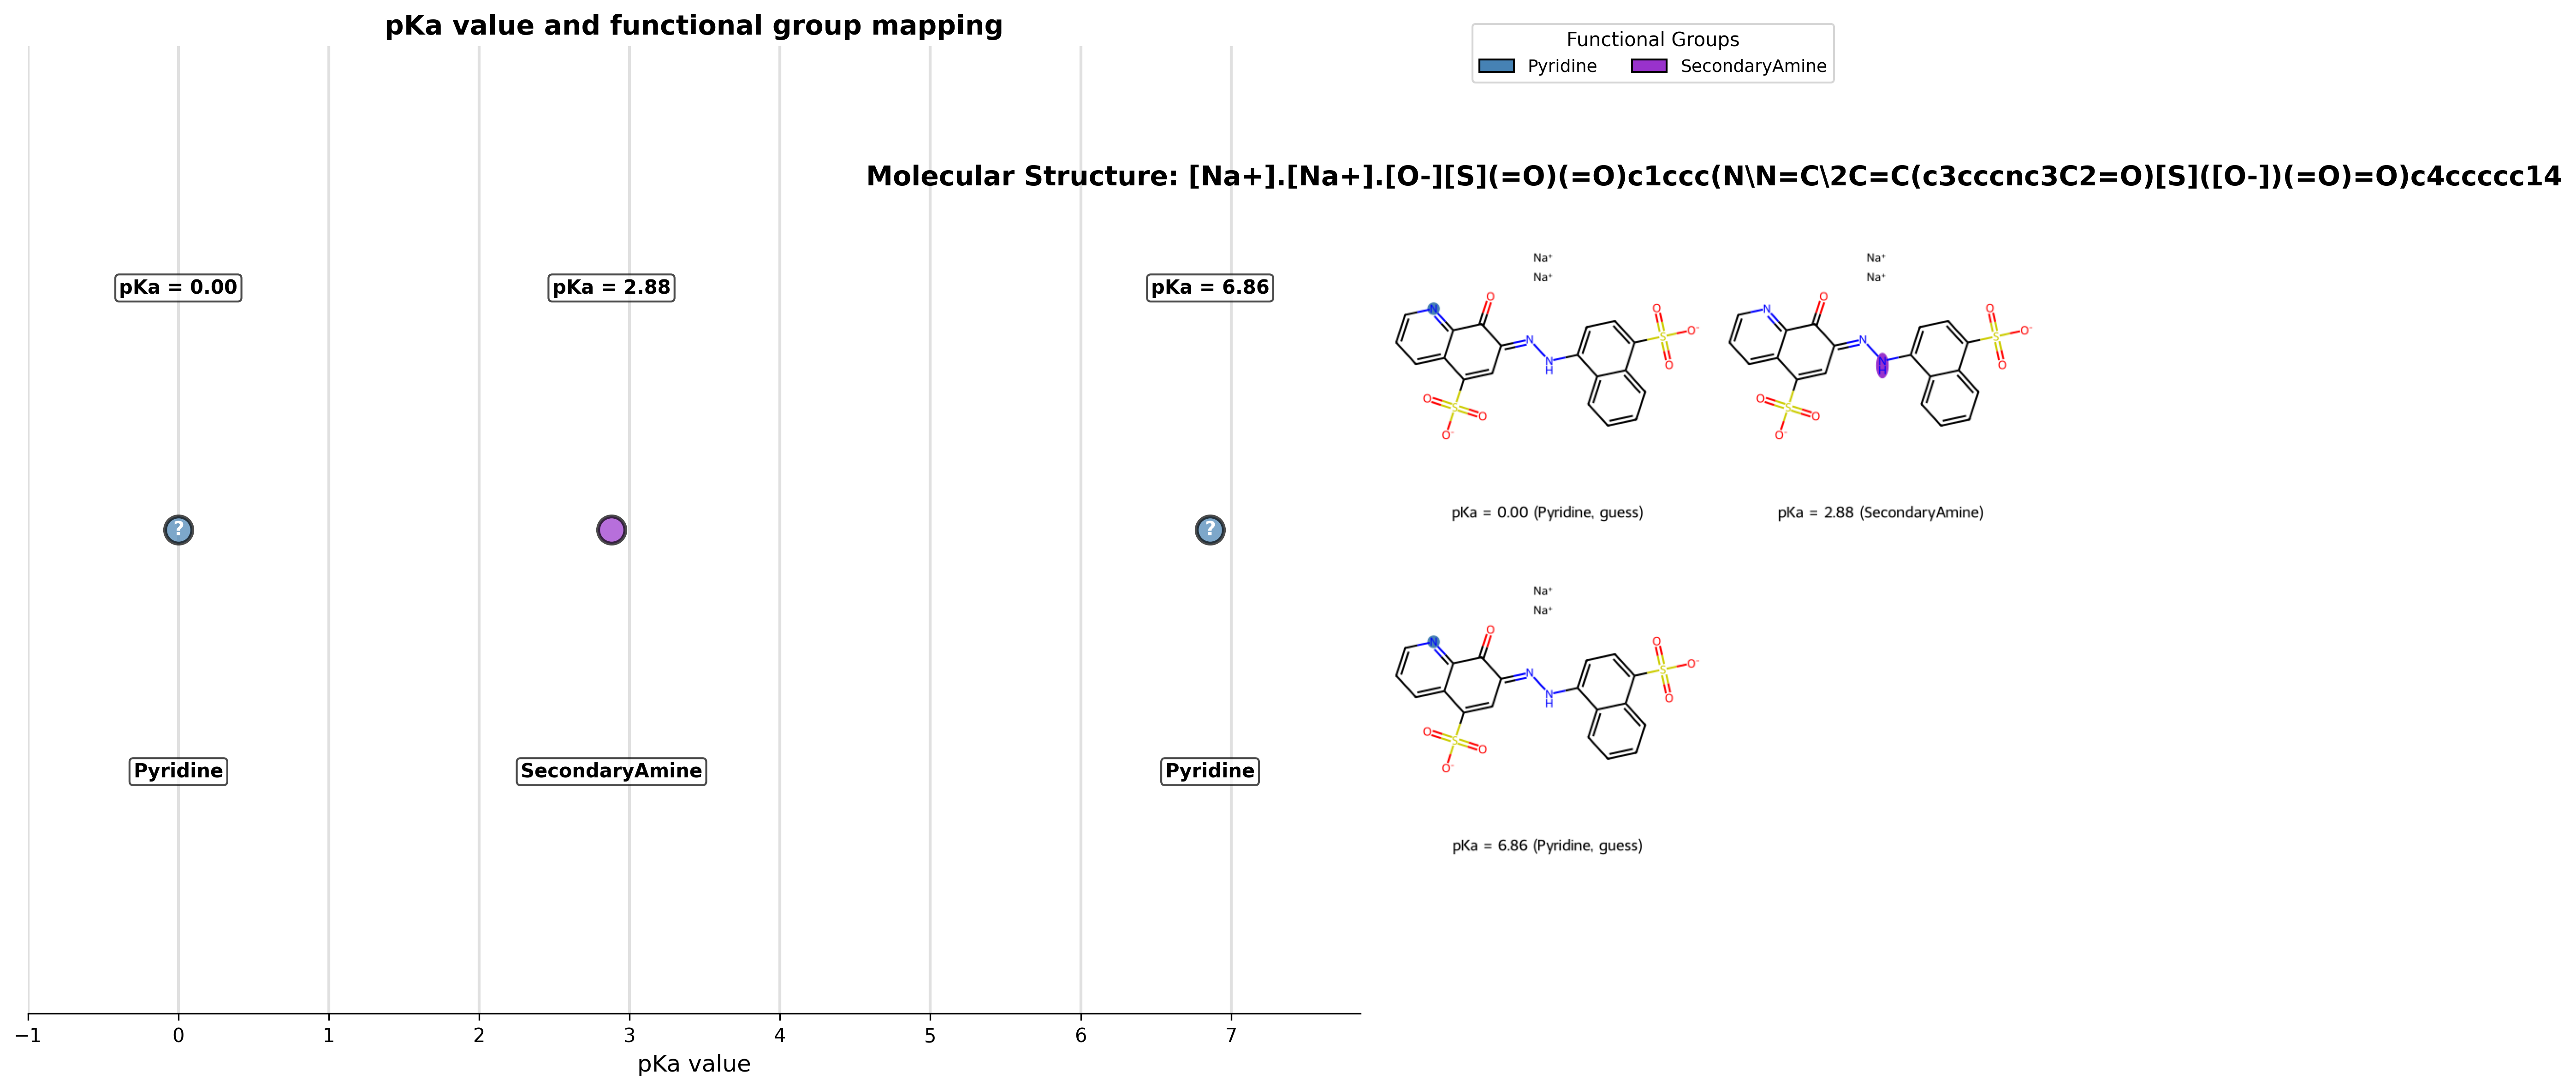 pKa value and functional group mapping
Functional Groups
Pyridine
SecondaryAmine
Molecular Structure: [Na+].[Na+].[O-][S](=O)(=O)c1ccc(N\N=C\2C=C(c3cccnc3C2=O)[S]([O-])(=O)=O)c4ccccc14
pKa = 0.00
pKa = 2.88
pKa = 6.86
?
?
Pyridine
SecondaryAmine
Pyridine
−1
0
1
2
3
4
5
6
7
pKa value
Na⁺
Na⁺
N
O
N
N
H
O
S
O⁻
O
O
S
O
O⁻
pKa = 0.00 (Pyridine, guess)
Na⁺
Na⁺
N
O
N
N
H
O
S
O⁻
O
O
S
O
O⁻
pKa = 2.88 (SecondaryAmine)
Na⁺
Na⁺
N
O
N
N
H
O
S
O⁻
O
O
S
O
O⁻
pKa = 6.86 (Pyridine, guess)